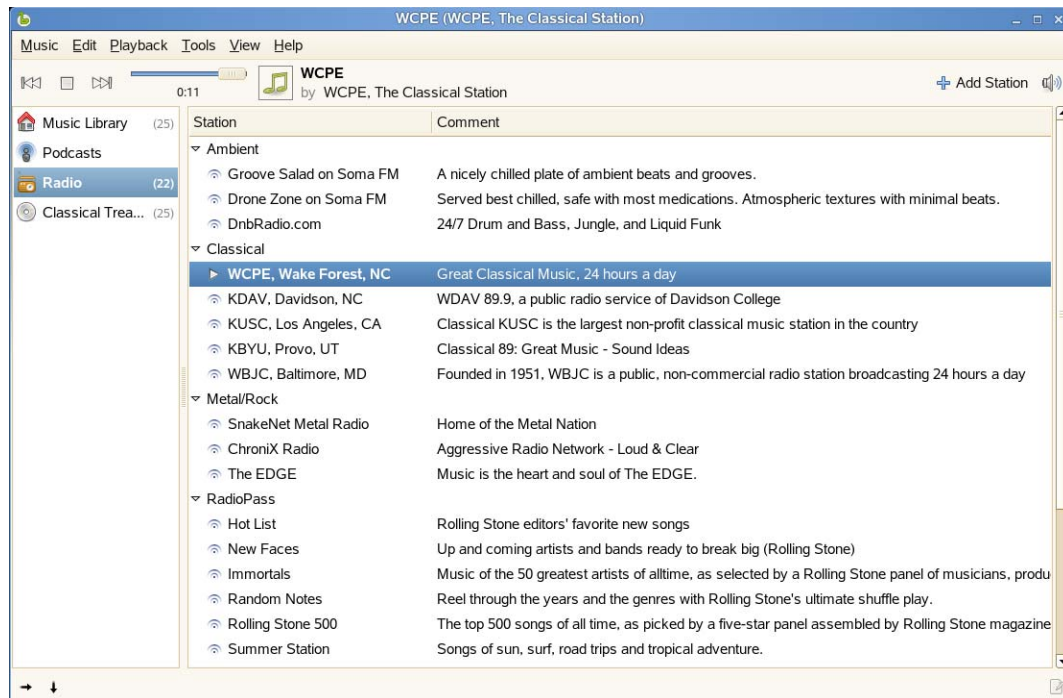 WCPE (WCPE, The Classical Station)
Music Edit Playback Tools View Help
WCPE
0:11 by WCPE, The Classical Station
Add Station
Music Library (25)
Podcasts
Radio (22)
Classical Trea... (25)
Station Comment
Ambient
Groove Salad on Soma FM A nicely chilled plate of ambient beats and grooves.
Drone Zone on Soma FM Served best chilled, safe with most medications. Atmospheric textures with minimal beats.
DnbRadio.com 24/7 Drum and Bass, Jungle, and Liquid Funk
Classical
WCPE, Wake Forest, NC Great Classical Music, 24 hours a day
KDAV, Davidson, NC WDAV 89.9, a public radio service of Davidson College
KUSC, Los Angeles, CA Classical KUSC is the largest non-profit classical music station in the country
KBYU, Provo, UT Classical 89: Great Music - Sound Ideas
WBJC, Baltimore, MD Founded in 1951, WBJC is a public, non-commercial radio station broadcasting 24 hours a day
Metal/Rock
SnakeNet Metal Radio Home of the Metal Nation
ChroniX Radio Aggressive Radio Network - Loud & Clear
The EDGE Music is the heart and soul of The EDGE.
RadioPass
Hot List Rolling Stone editors' favorite new songs
New Faces Up and coming artists and bands ready to break big (Rolling Stone)
Immortals Music of the 50 greatest artists of alltime, as selected by a Rolling Stone panel of musicians, produ
Random Notes Reel through the years and the genres with Rolling Stone's ultimate shuffle play.
Rolling Stone 500 The top 500 songs of all time, as picked by a five-star panel assembled by Rolling Stone magazine
Summer Station Songs of sun, surf, road trips and tropical adventure.